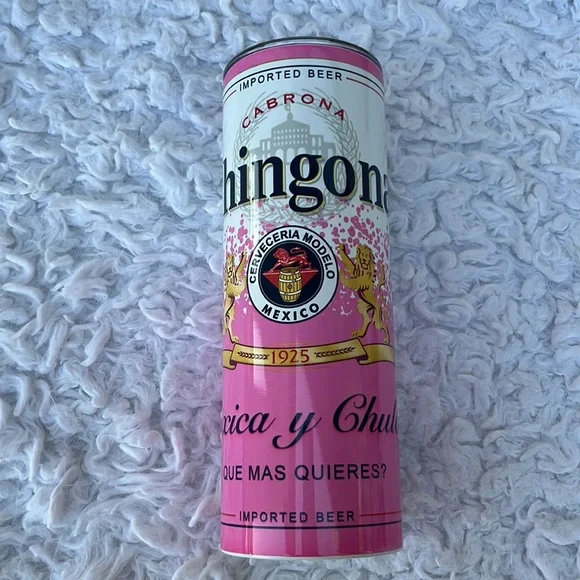 IMPORTED BEER
CABRONA
hingona
CERVECERIA MODELO
MEXICO
1925
xica y Chul
QUE MAS QUIERES?
IMPORTED BEER